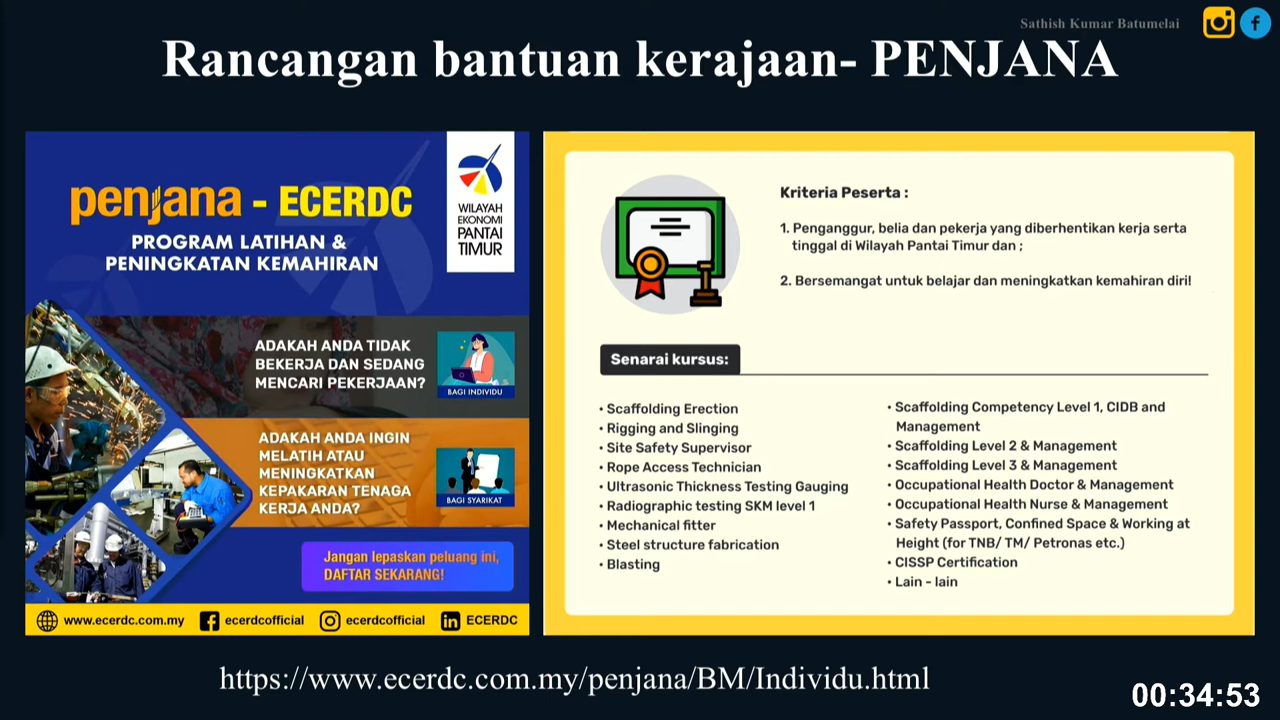 Sathish Kumar Batumelai
Rancangan bantuan kerajaan- PENJANA
penjana - ECERDC
PROGRAM LATIHAN &
PENINGKATAN KEMAHIRAN
WILAYAH
EKONOMI
PANTAI
TIMUR
ADAKAH ANDA TIDAK
BEKERJA DAN SEDANG
MENCARI PEKERJAAN?
BAGI INDIVIDU
ADAKAH ANDA INGIN
MELATIH ATAU
MENINGKATKAN
KEPAKARAN TENAGA
KERJA ANDA?
BAGI SYARIKAT
Jangan lepaskan peluang ini,
DAFTAR SEKARANG!
www.ecerdc.com.my ecerdcofficial ecerdcofficial ECERDC
Kriteria Peserta :
1. Penganggur, belia dan pekerja yang diberhentikan kerja serta
tinggal di Wilayah Pantai Timur dan ;
2. Bersemangat untuk belajar dan meningkatkan kemahiran diri!
Senarai kursus:
• Scaffolding Erection
• Rigging and Slinging
• Site Safety Supervisor
• Rope Access Technician
• Ultrasonic Thickness Testing Gauging
• Radiographic testing SKM level 1
• Mechanical fitter
• Steel structure fabrication
• Blasting
• Scaffolding Competency Level 1, CIDB and
Management
• Scaffolding Level 2 & Management
• Scaffolding Level 3 & Management
• Occupational Health Doctor & Management
• Occupational Health Nurse & Management
• Safety Passport, Confined Space & Working at
Height (for TNB/ TM/ Petronas etc.)
• CISSP Certification
• Lain - lain
https://www.ecerdc.com.my/penjana/BM/Individu.html
00:34:53